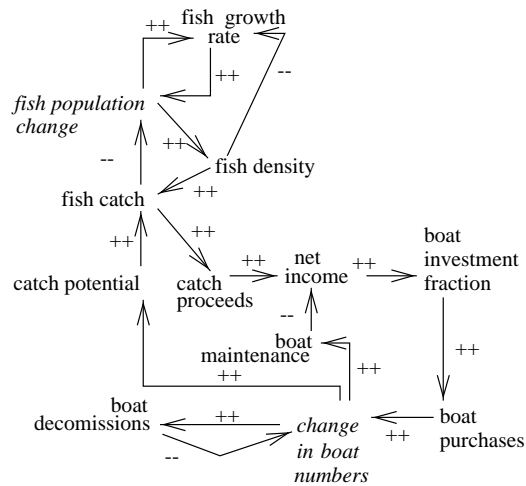 fish growth
rate
++
++
--
fish population
change
++
--
fish density
++
fish catch
++
++
catch potential
catch
proceeds
++
net
income
++
boat
investment
fraction
--
boat
maintenance
++
++
++
boat
decomissions
++
--
change
in boat
numbers
++
boat
purchases